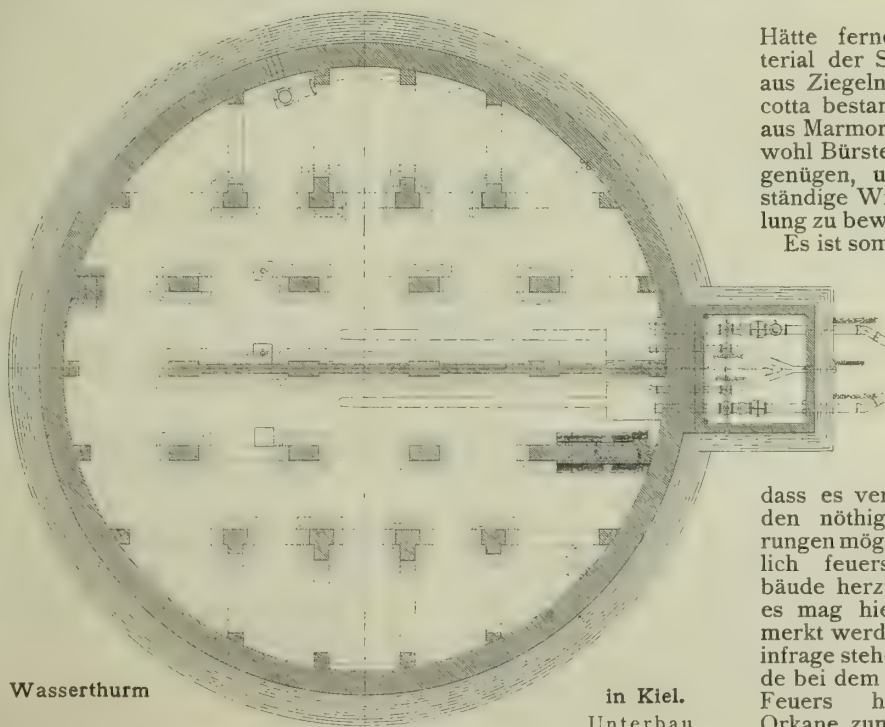 Hätte ferne
terial der S
aus Ziegeln
cotta bestan
aus Marmor
wohl Bürste
genügen, u
ständige Wi
lung zu bew
Es ist som
dass es ver
den nöthig
rungen mög
lich feuers
bäude herz
es mag hie
merkt werd
infrage steh
de bei dem
Feuers h
Orkane zur
Wasserthurm
in Kiel.
Unterbau